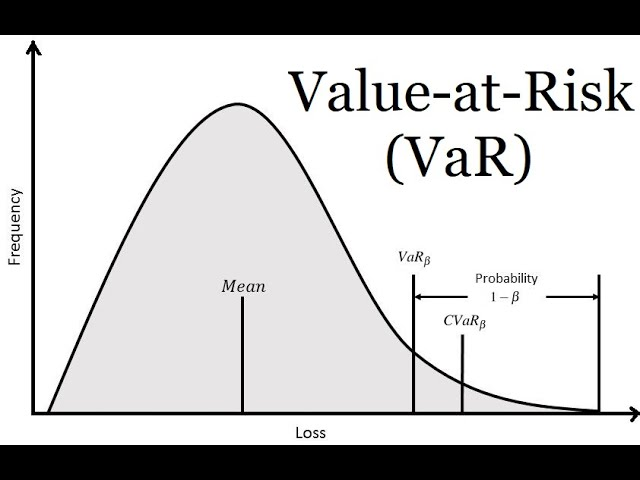 Value-at-Risk
(VaR)
Frequency
Mean
VaRβ
Probability
1 − β
CVaRβ
Loss